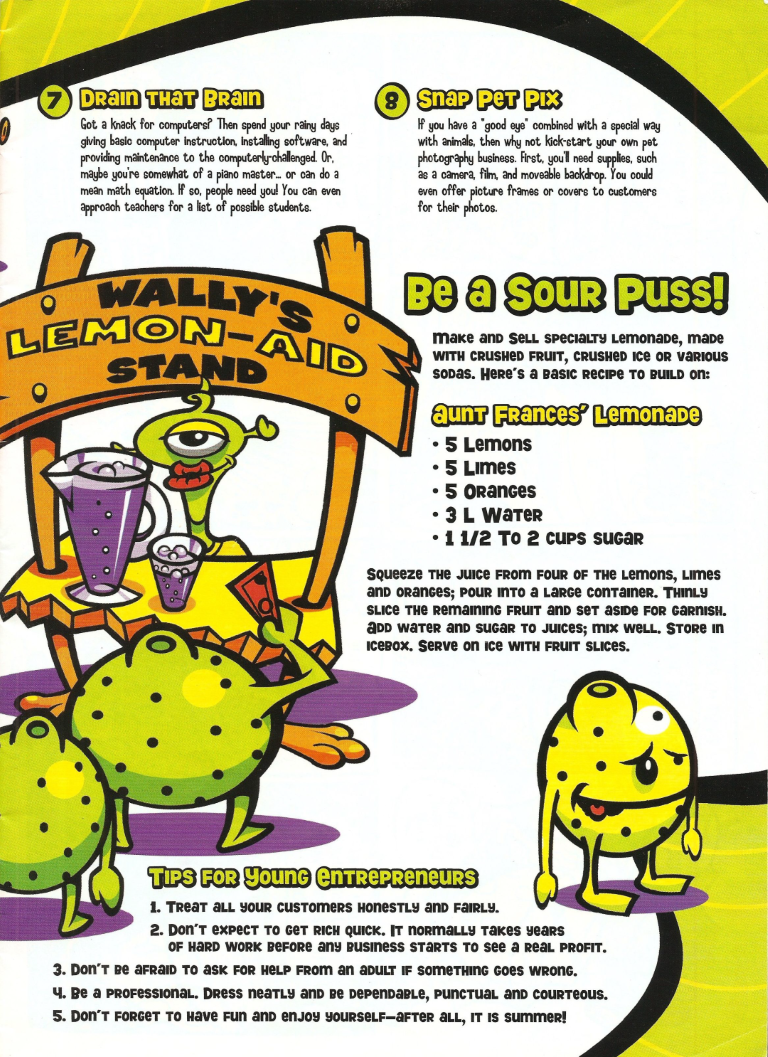 7 Drain that Brain
Got a knack for computers? Then spend your rainy days
giving basic computer instruction, installing software, and
providing maintenance to the computerly-challenged. Or,
maybe you're somewhat of a piano master... or can do a
mean math equation. If so, people need you! You can even
approach teachers for a list of possible students.
8 Snap Pet Pix
If you have a "good eye" combined with a special way
with animals, then why not kick-start your own pet
photography business. First, you'll need supplies, such
as a camera, film, and moveable backdrop. You could
even offer picture frames or covers to customers
for their photos.
WALLY'S
LEMON-AID
STAND
Be a Sour Puss!
Make and Sell specialty lemonade, made
with crushed fruit, crushed ice or various
sodas. Here's a basic recipe to build on:
Aunt Frances' Lemonade
• 5 Lemons
• 5 Limes
• 5 Oranges
• 3 L Water
• 1 1/2 To 2 cups sugar
Squeeze the juice from four of the lemons, limes
and oranges; pour into a large container. Thinly
slice the remaining fruit and set aside for garnish.
Add water and sugar to juices; mix well. Store in
icebox. Serve on ice with fruit slices.
Tips for Young Entrepreneurs
1. Treat all your customers honestly and fairly.
2. Don't expect to get rich quick. It normally takes years
of hard work before any business starts to see a real profit.
3. Don't be afraid to ask for help from an adult if something goes wrong.
4. Be a professional. Dress neatly and be dependable, punctual and courteous.
5. Don't forget to have fun and enjoy yourself—after all, it is summer!